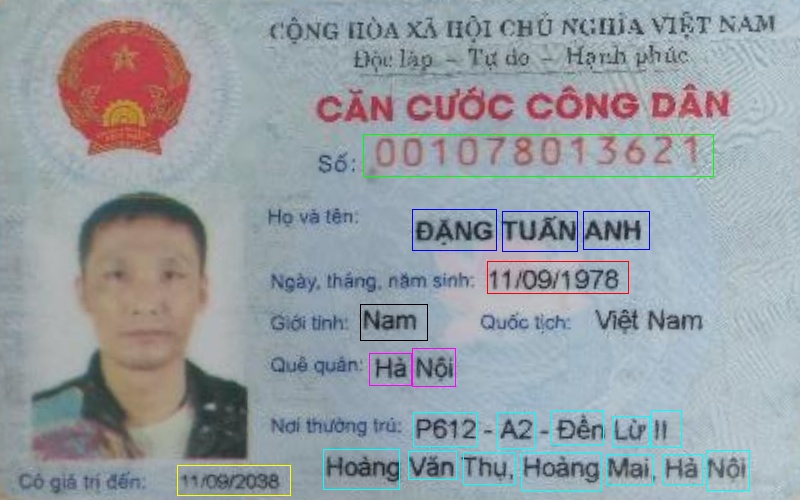 CỘNG HÒA XÃ HỘI CHỦ NGHĨA VIỆT NAM
Độc lập - Tự do - Hạnh phúc
CĂN CƯỚC CÔNG DÂN
Số: 001078013621
Họ và tên: ĐẶNG TUẤN ANH
Ngày, tháng, năm sinh: 11/09/1978
Giới tính: Nam Quốc tịch: Việt Nam
Quê quán: Hà Nội
Nơi thường trú: P612 - A2 - Đền Lừ II
Hoàng Văn Thụ, Hoàng Mai, Hà Nội
Có giá trị đến: 11/09/2038